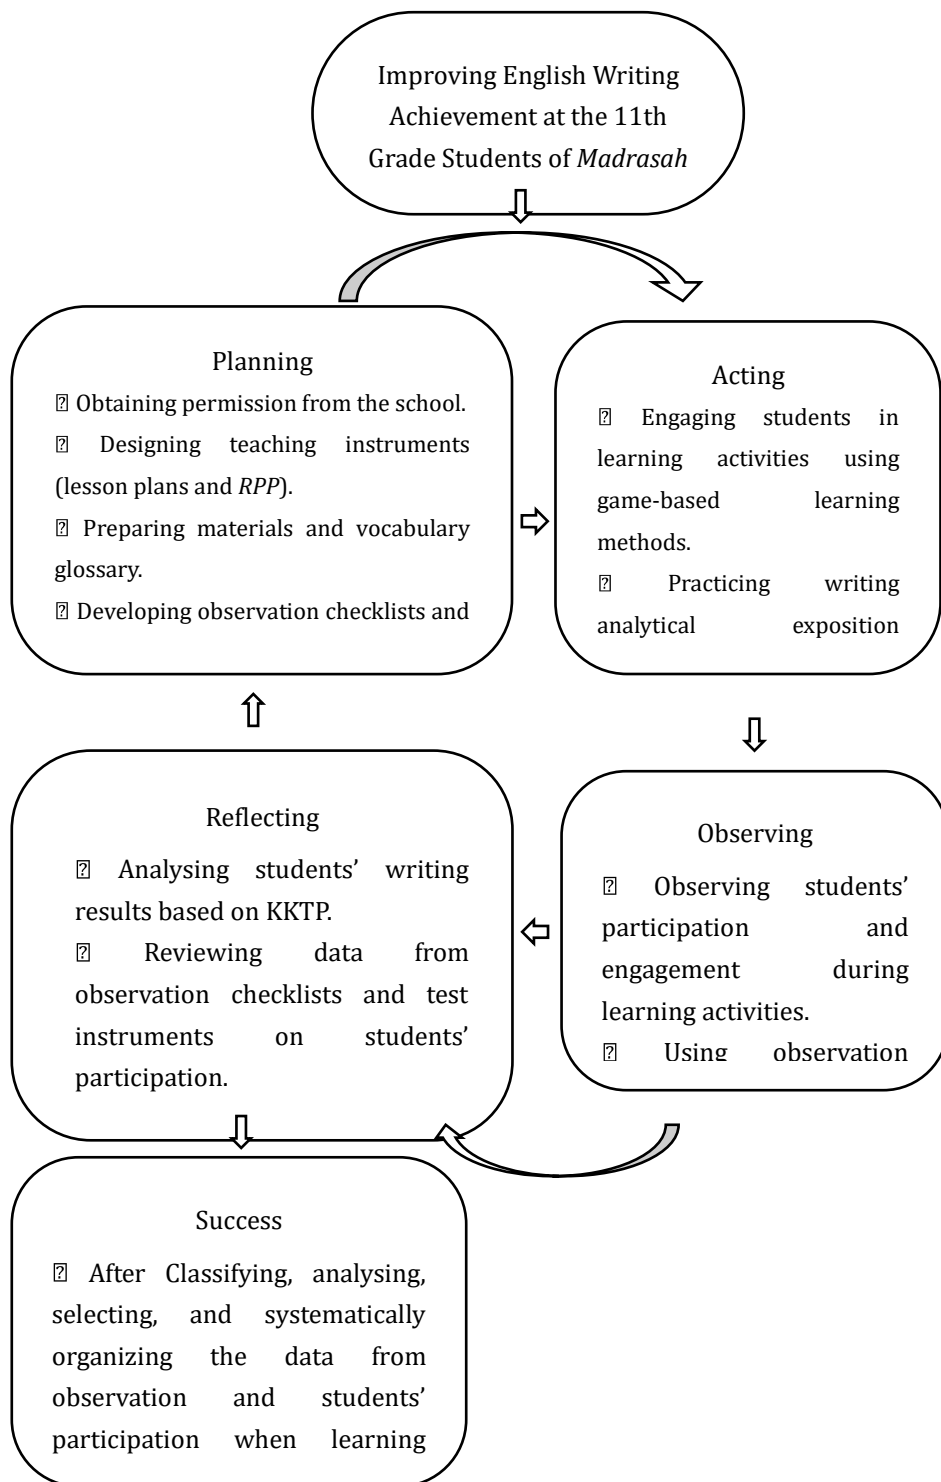 Improving English Writing
Achievement at the 11th
Grade Students of Madrasah
Planning
⍰ Obtaining permission from the school.
⍰ Designing teaching instruments
(lesson plans and RPP).
⍰ Preparing materials and vocabulary
glossary.
⍰ Developing observation checklists and
Acting
⍰ Engaging students in
learning activities using
game-based learning
methods.
⍰ Practicing writing
analytical exposition
Reflecting
⍰ Analysing students’ writing
results based on KKTP.
⍰ Reviewing data from
observation checklists and test
instruments on students’
participation.
Observing
⍰ Observing students’
participation and
engagement during
learning activities.
⍰ Using observation
Success
⍰ After Classifying, analysing,
selecting, and systematically
organizing the data from
observation and students’
participation when learning